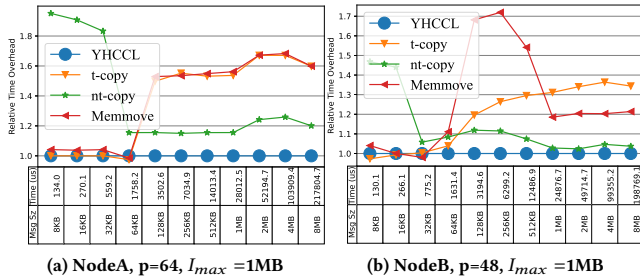 Relative Time Overhead
1.8
1.6
1.4
1.2
1.0
YHCCL
t-copy
nt-copy
Memmove
Time (us) 134.0 270.1 559.2 1758.2 3502.6 7034.9 14013.4 28012.5 52194.7 103909.4 217804.7
Msg Sz 8KB 16KB 32KB 64KB 128KB 256KB 512KB 1MB 2MB 4MB 8MB
(a) NodeA, p=64, I_max =1MB
Relative Time Overhead
1.7
1.6
1.5
1.4
1.3
1.2
1.1
1.0
YHCCL
t-copy
nt-copy
Memmove
Time (us) 130.1 266.1 775.2 1631.4 3194.6 6299.2 12486.9 24876.7 49714.7 99355.2 198769.1
Msg Sz 8KB 16KB 32KB 64KB 128KB 256KB 512KB 1MB 2MB 4MB 8MB
(b) NodeB, p=48, I_max =1MB